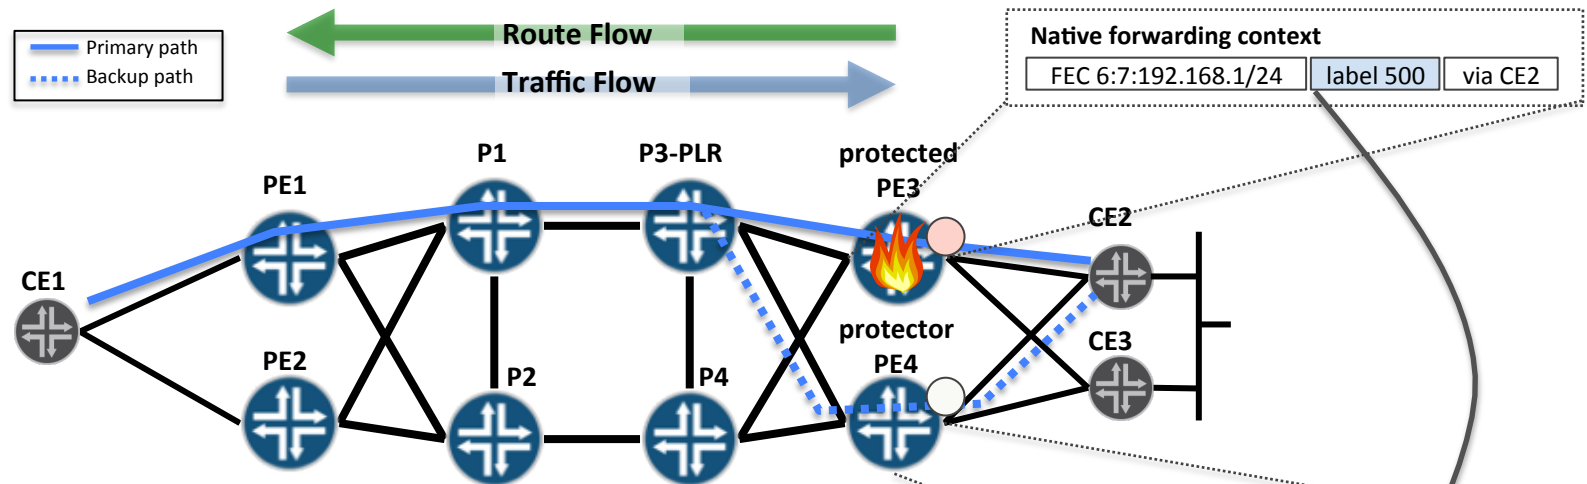 Primary path
Backup path
Route Flow
Traffic Flow
Native forwarding context
FEC 6:7:192.168.1/24 label 500 via CE2
P1
P3-PLR
protected
PE3
PE1
CE2
CE1
protector
PE4
CE3
PE2
P2
P4